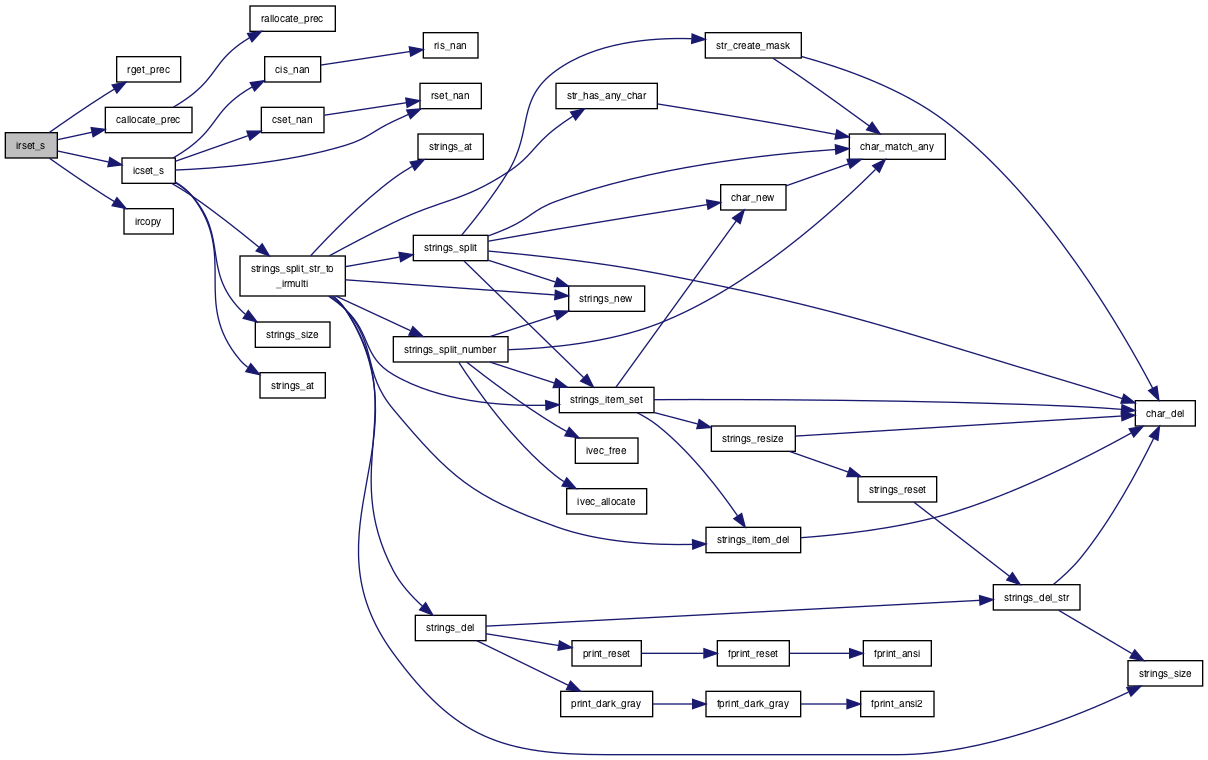 irset_s
rget_prec
callocate_prec
icset_s
ircopy
rallocate_prec
cis_nan
cset_nan
strings_split_str_to
_irmulti
strings_size
strings_at
ris_nan
rset_nan
strings_at
strings_split
strings_split_number
strings_del
str_has_any_char
strings_new
strings_item_set
ivec_free
ivec_allocate
print_reset
print_dark_gray
str_create_mask
char_new
strings_resize
strings_item_del
fprint_reset
fprint_dark_gray
char_match_any
strings_reset
fprint_ansi
fprint_ansi2
strings_del_str
char_del
strings_size